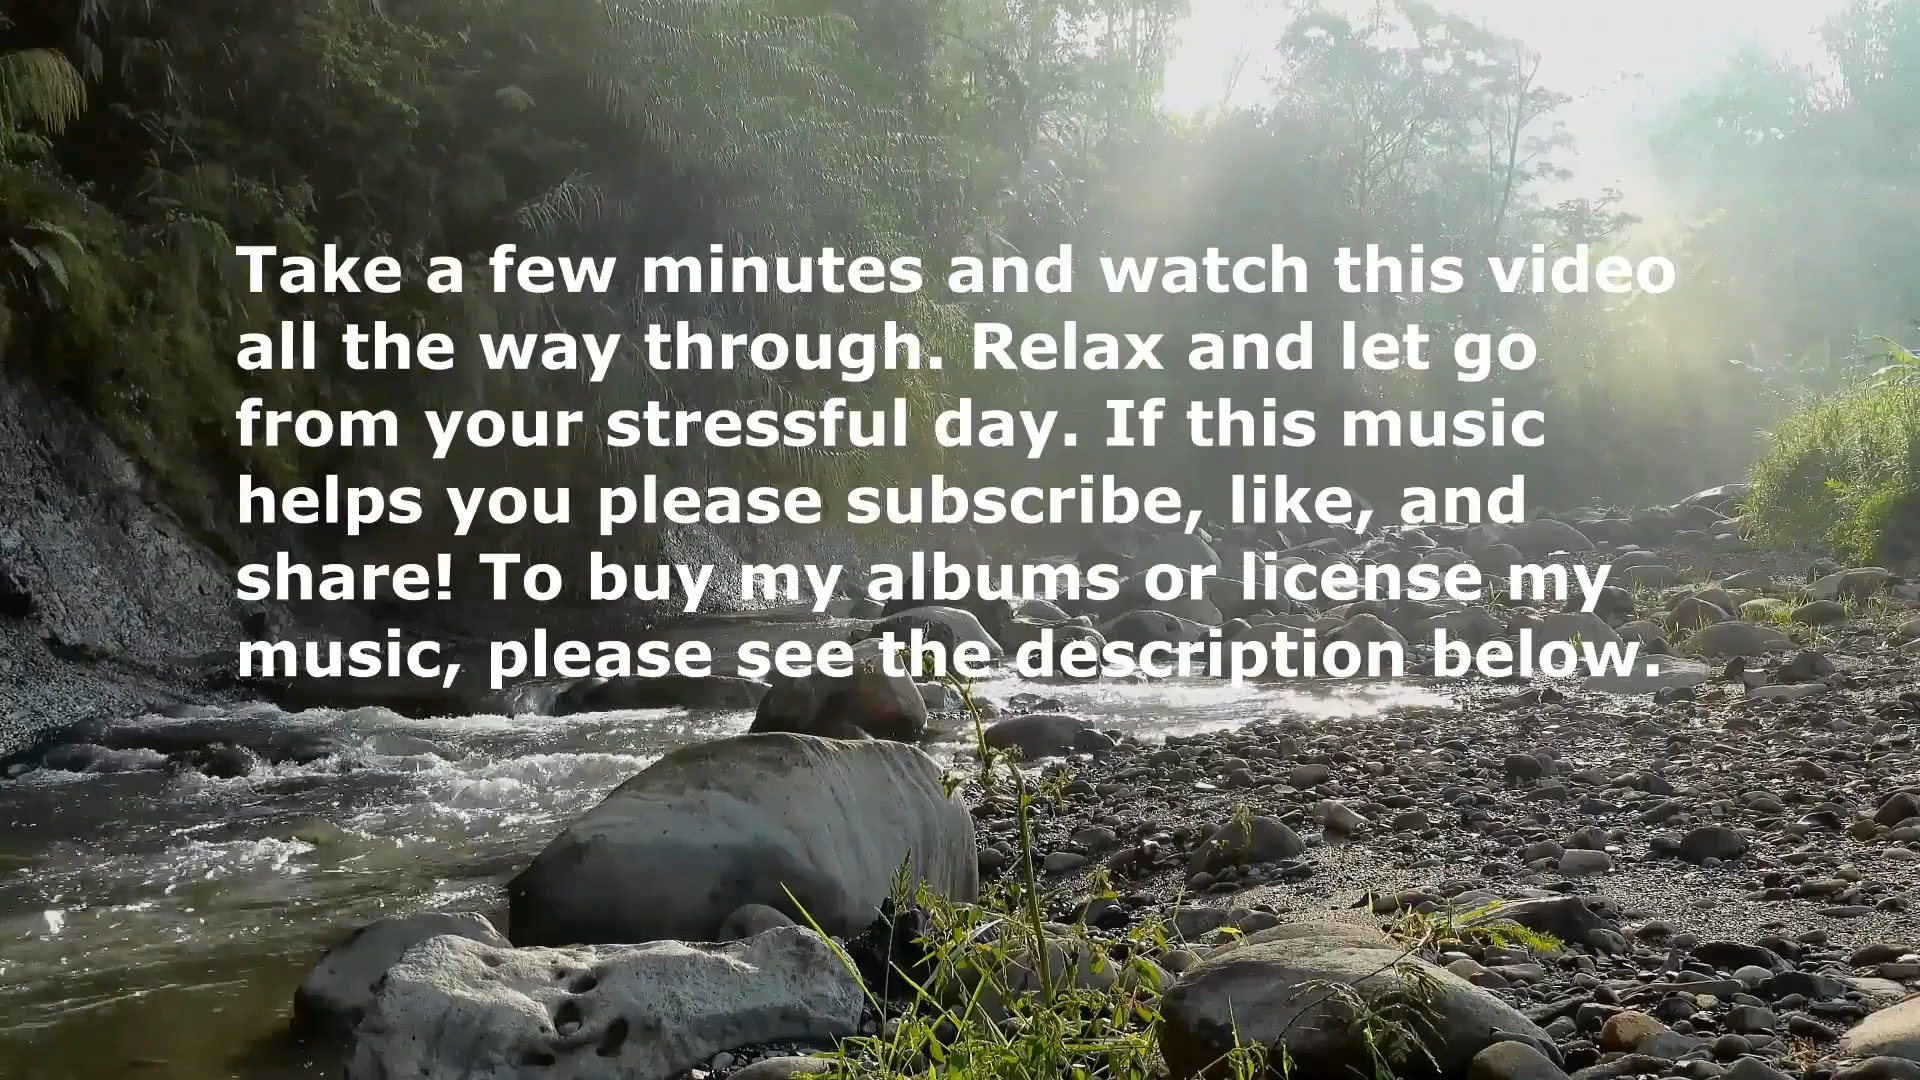 Take a few minutes and watch this video
all the way through. Relax and let go
from your stressful day. If this music
helps you please subscribe, like, and
share! To buy my albums or license my
music, please see the description below.